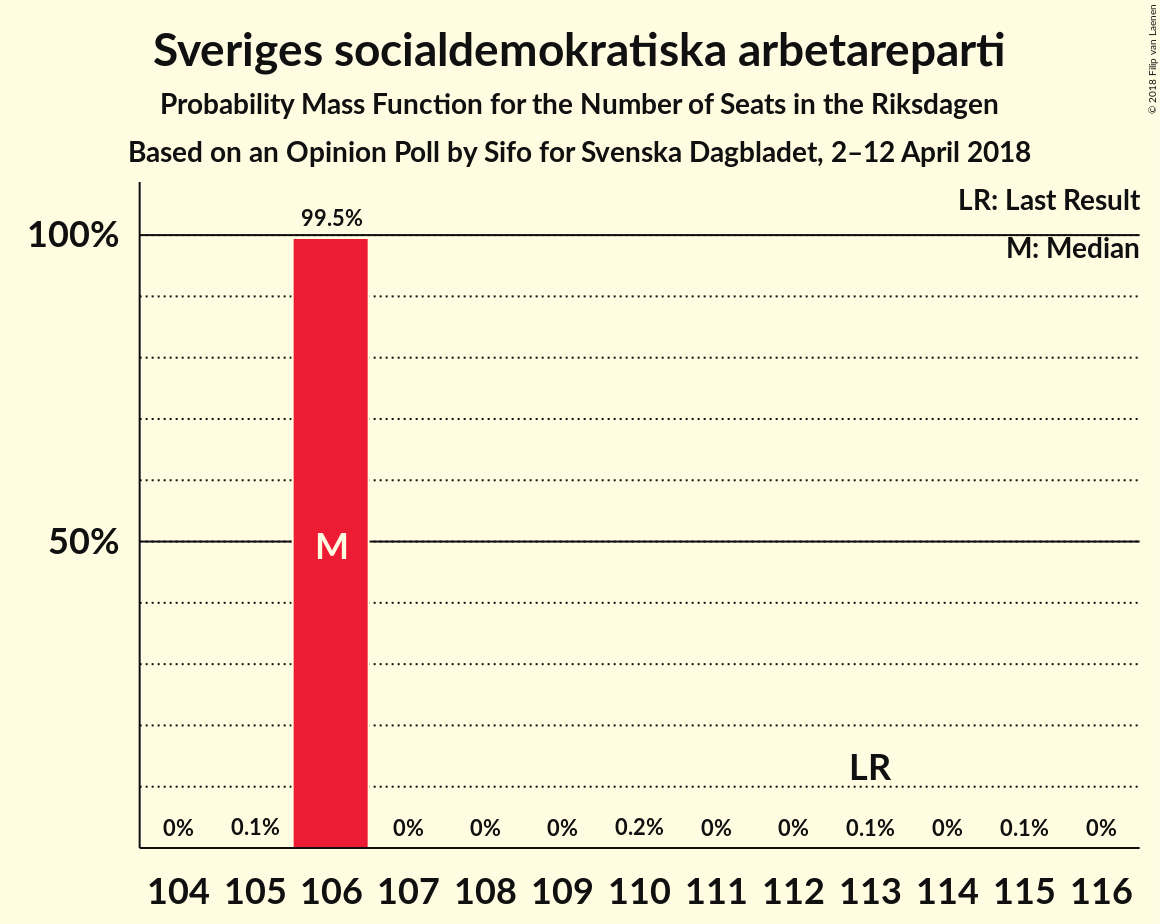 Sveriges socialdemokratiska arbetareparti
Probability Mass Function for the Number of Seats in the Riksdagen
Based on an Opinion Poll by Sifo for Svenska Dagbladet, 2–12 April 2018
© 2018 Filip van Laenen
LR: Last Result
M: Median
99.5%
100%
50%
M
LR
0% 0.1% 0% 0% 0% 0.2% 0% 0% 0.1% 0% 0.1% 0%
104 105 106 107 108 109 110 111 112 113 114 115 116